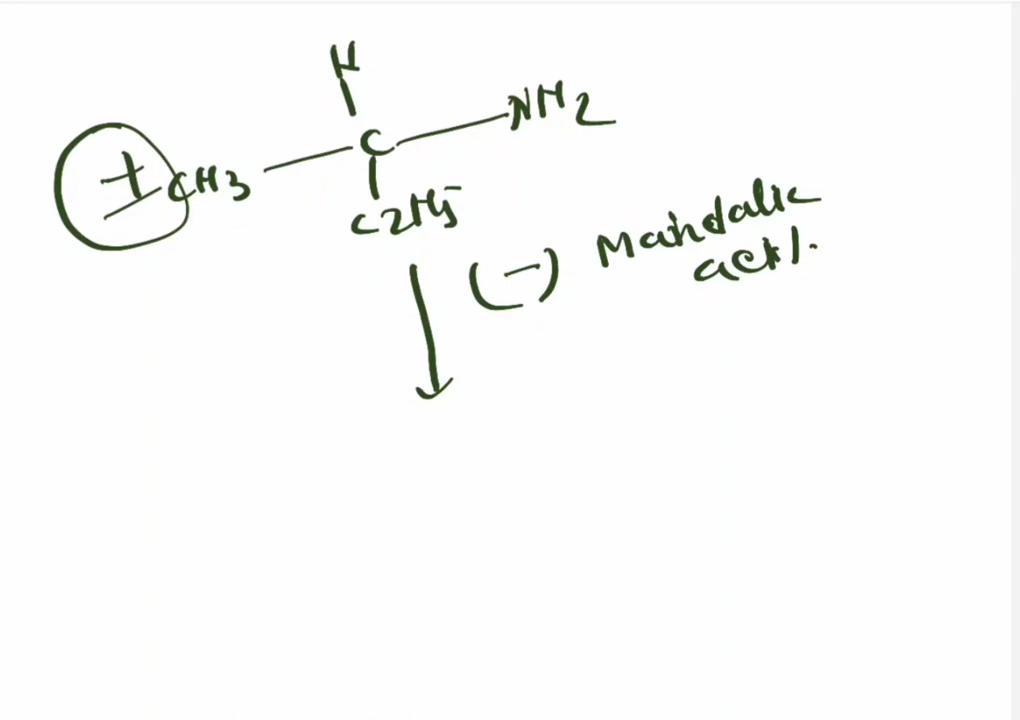 H
± CH3 — C — NH2
C2H5
(-) Mandalic
acid.